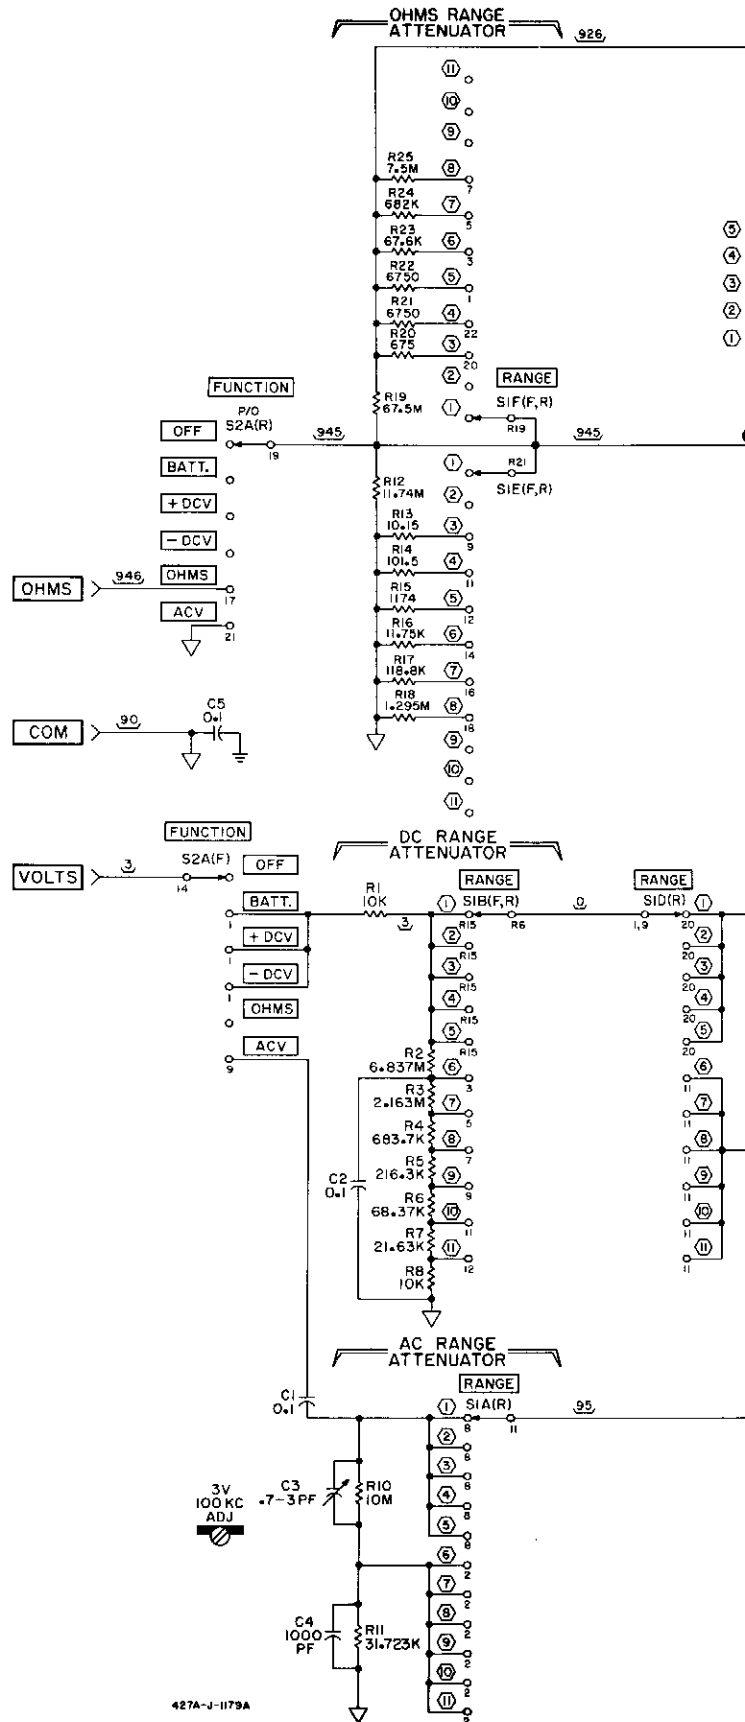 OHMS RANGE
ATTENUATOR
926
11
10
9
R25
7.5M
8
7
R24
682K
7
5
R23
67.6K
6
3
R22
6750
5
1
R21
6750
4
22
R20
675
3
20
2
5
4
3
2
1
FUNCTION
RANGE
P/O
S2A(R)
R19
67.5M
1
S1F(F,R)
R19
OFF
19
945
945
BATT.
R12
11.74M
1
R21
S1E(F,R)
2
+DCV
R13
10.15
3
9
-DCV
R14
101.5
4
11
OHMS
946
OHMS
17
R15
1174
5
12
ACV
21
R16
11.75K
6
14
R17
118.8K
7
16
R18
1.295M
8
18
COM
90
C5
0.1
9
10
11
FUNCTION
DC RANGE
ATTENUATOR
VOLTS
3
S2A(F)
14
OFF
BATT.
1
R1
10K
3
RANGE
1
S1B(F,R)
R15
R6
0
RANGE
S1D(R)
1,9
20
1
+DCV
1
2
R15
2
20
-DCV
1
3
R15
3
20
OHMS
4
R15
4
20
ACV
9
5
R15
5
20
R2
6.837M
6
3
6
11
R3
2.163M
7
5
7
11
R4
683.7K
8
7
8
11
C2
0.1
R5
216.3K
9
9
9
11
R6
68.37K
10
11
10
11
R7
21.63K
11
12
11
11
R8
10K
AC RANGE
ATTENUATOR
C1
0.1
RANGE
1
S1A(R)
8
11
95
2
8
3
8
3V
100 KC
ADJ
C3
.7-3PF
R10
10M
4
8
5
8
6
2
7
2
C4
1000
PF
R11
31.723K
8
2
9
2
10
2
11
427A-J-1179A